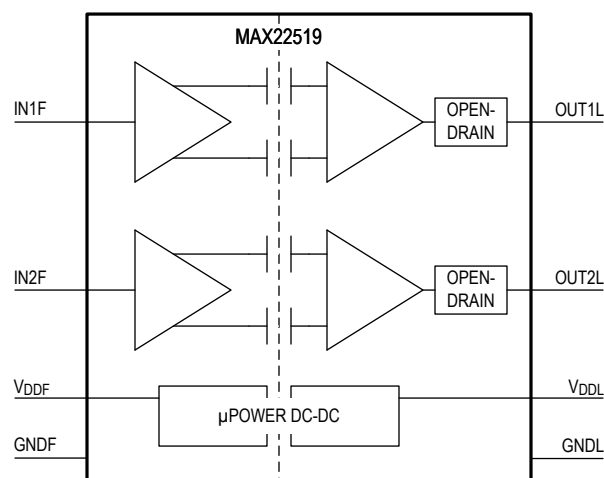 MAX22519
IN1F
OPEN-
DRAIN
OUT1L
IN2F
OPEN-
DRAIN
OUT2L
VDDF
µPOWER DC-DC
VDDL
GNDF
GNDL